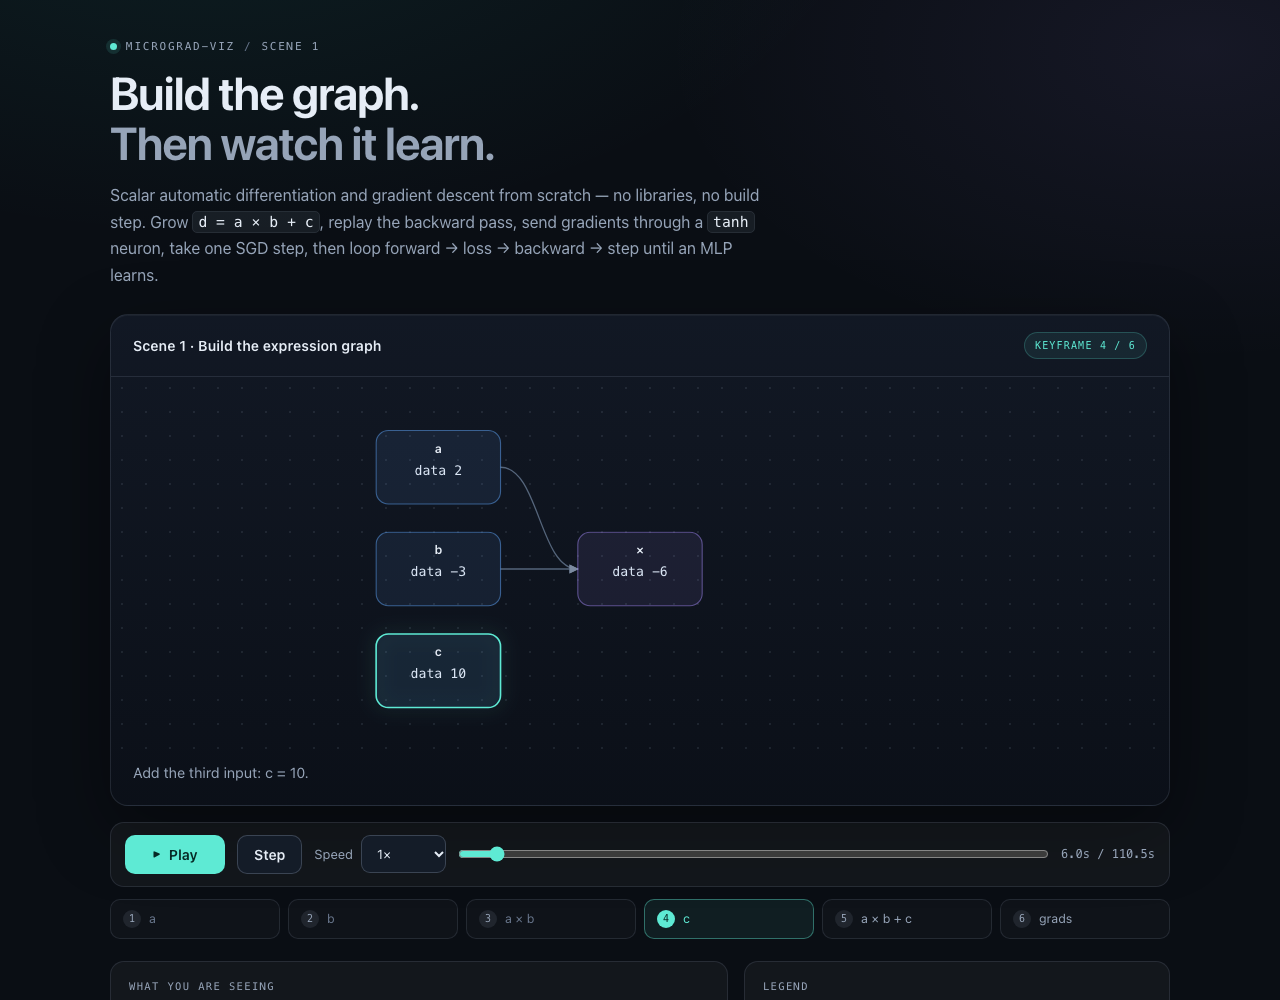 MICROGRAD-VIZ / SCENE 1
Build the graph.
Then watch it learn.
Scalar automatic differentiation and gradient descent from scratch — no libraries, no build
step. Grow d = a × b + c, replay the backward pass, send gradients through a tanh
neuron, take one SGD step, then loop forward → loss → backward → step until an MLP
learns.
Scene 1 · Build the expression graph
KEYFRAME 4 / 6
a
data 2
b
data −3
×
data −6
c
data 10
Add the third input: c = 10.
▶ Play
Step
Speed
1×
6.0s / 110.5s
1 a
2 b
3 a × b
4 c
5 a × b + c
6 grads
WHAT YOU ARE SEEING
LEGEND